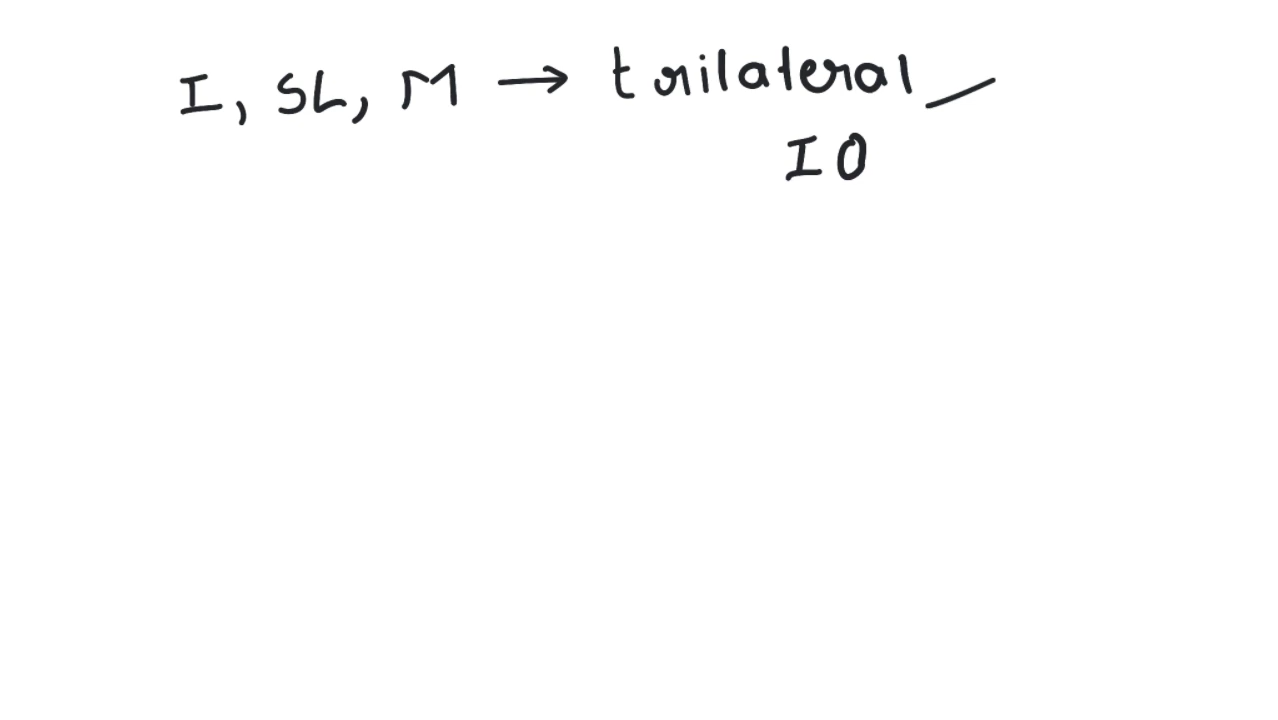 I, SL, M → trilateral
IO